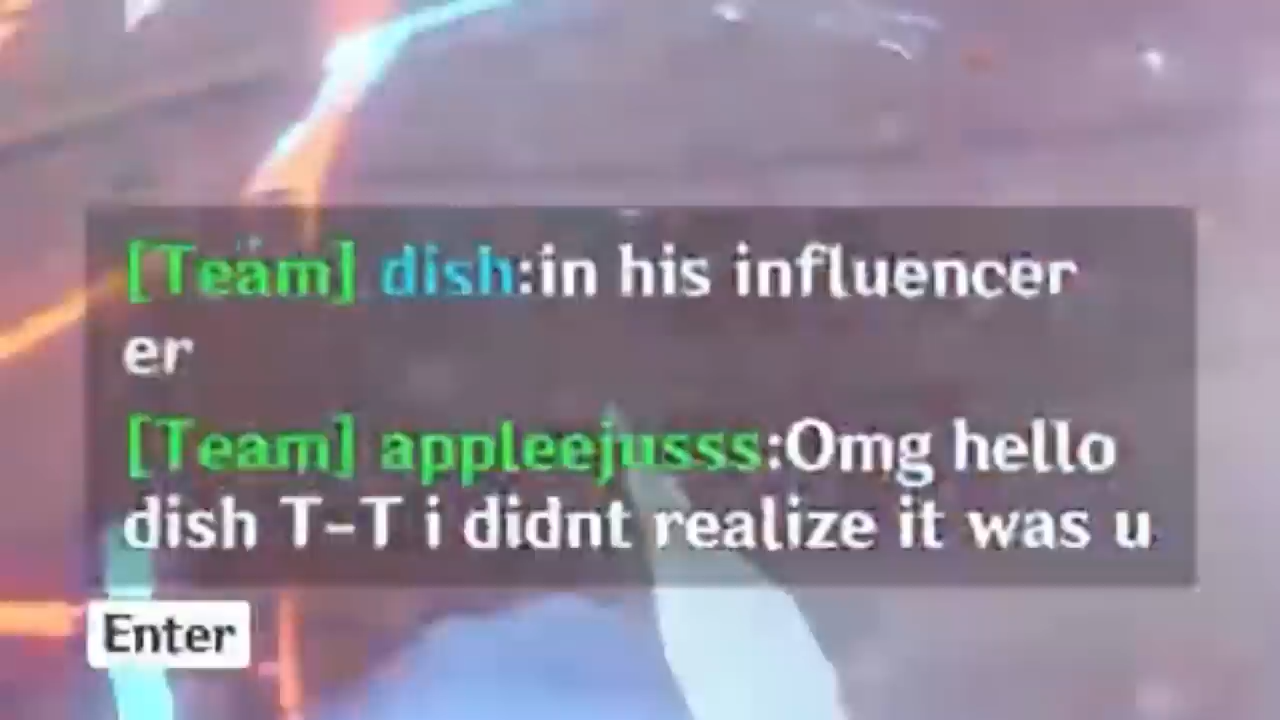 [Team] dish:in his influencer
er
[Team] appleejusss:Omg hello
dish T-T i didnt realize it was u
Enter